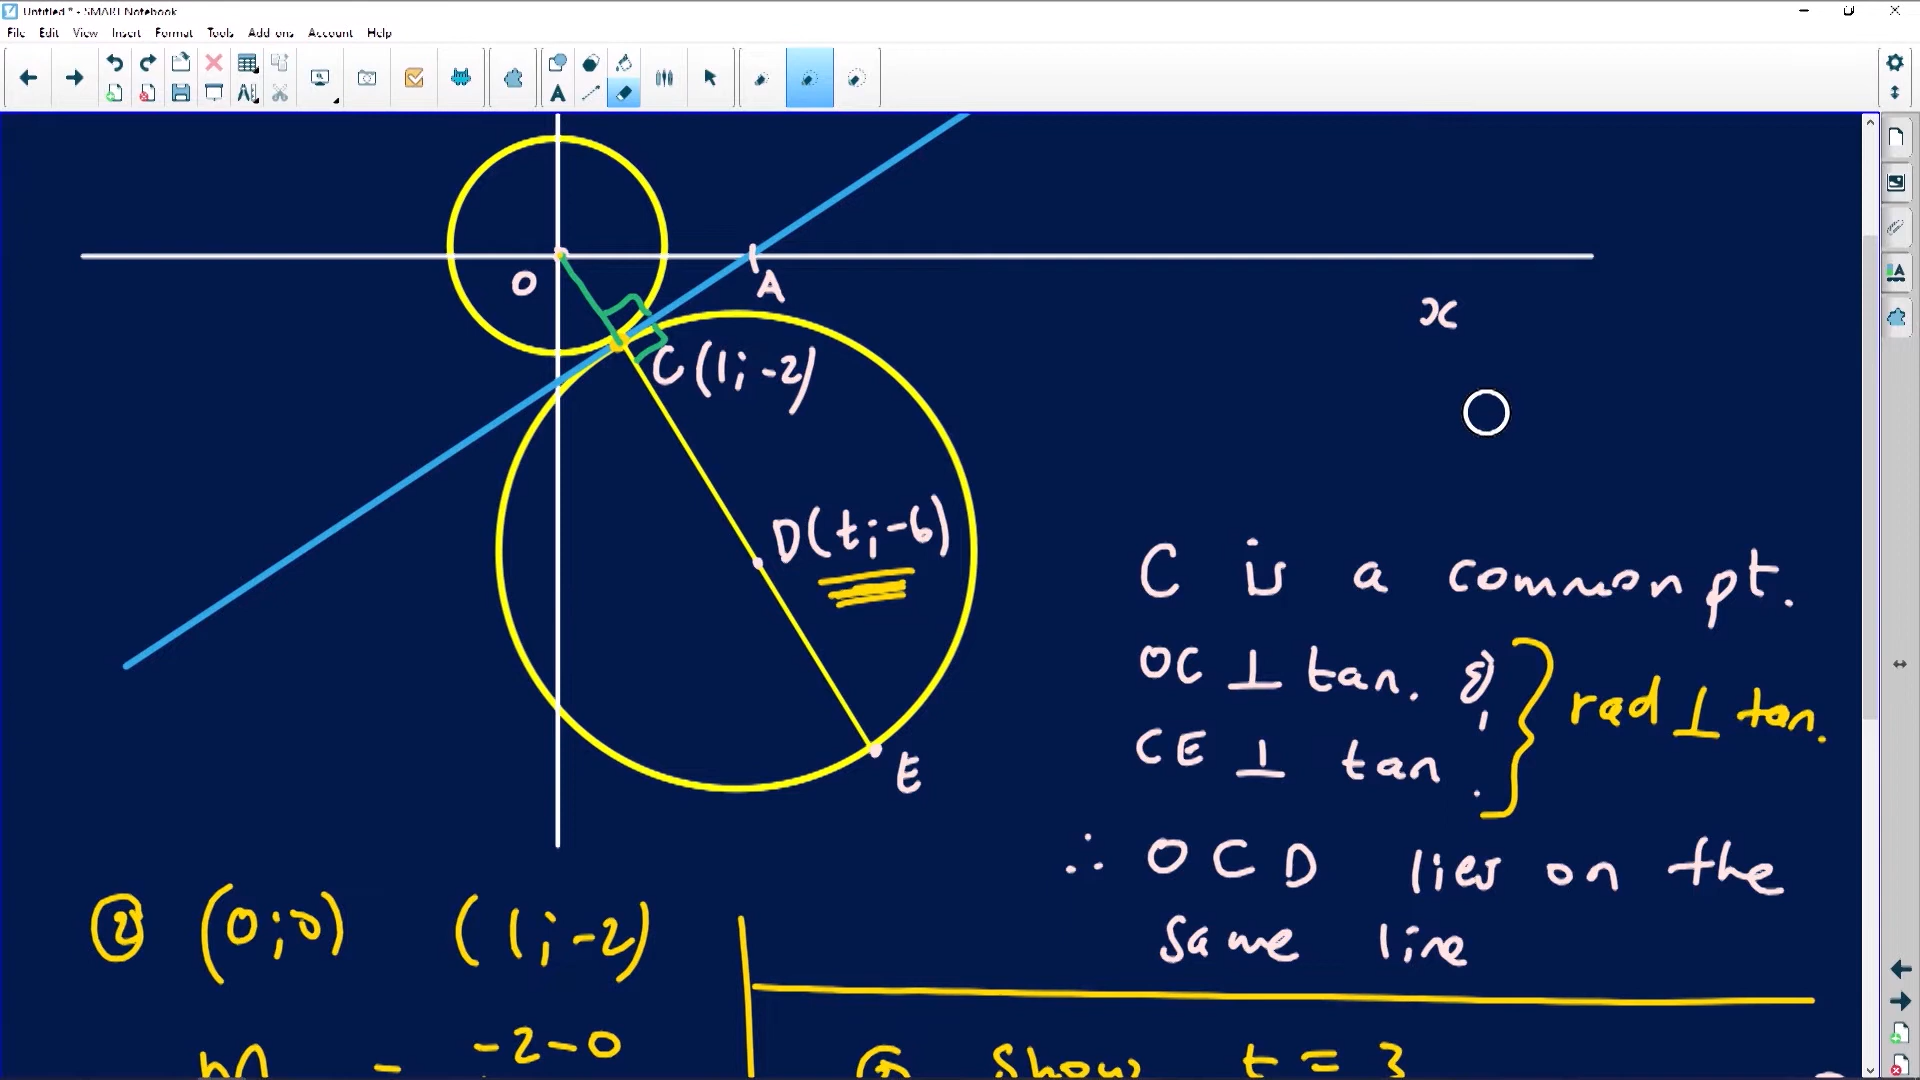 Untitled * - SMART Notebook
File Edit View Insert Format Tools Add-ons Account Help
O
A
x
C(1;-2)
D(t;-6)
E
C is a common pt.
OC ⊥ tan. &
CE ⊥ tan.
rad ⊥ tan.
∴ OCD lies on the
same line
② (0;0) (1;-2)
-2-0
M =
Show t = 3